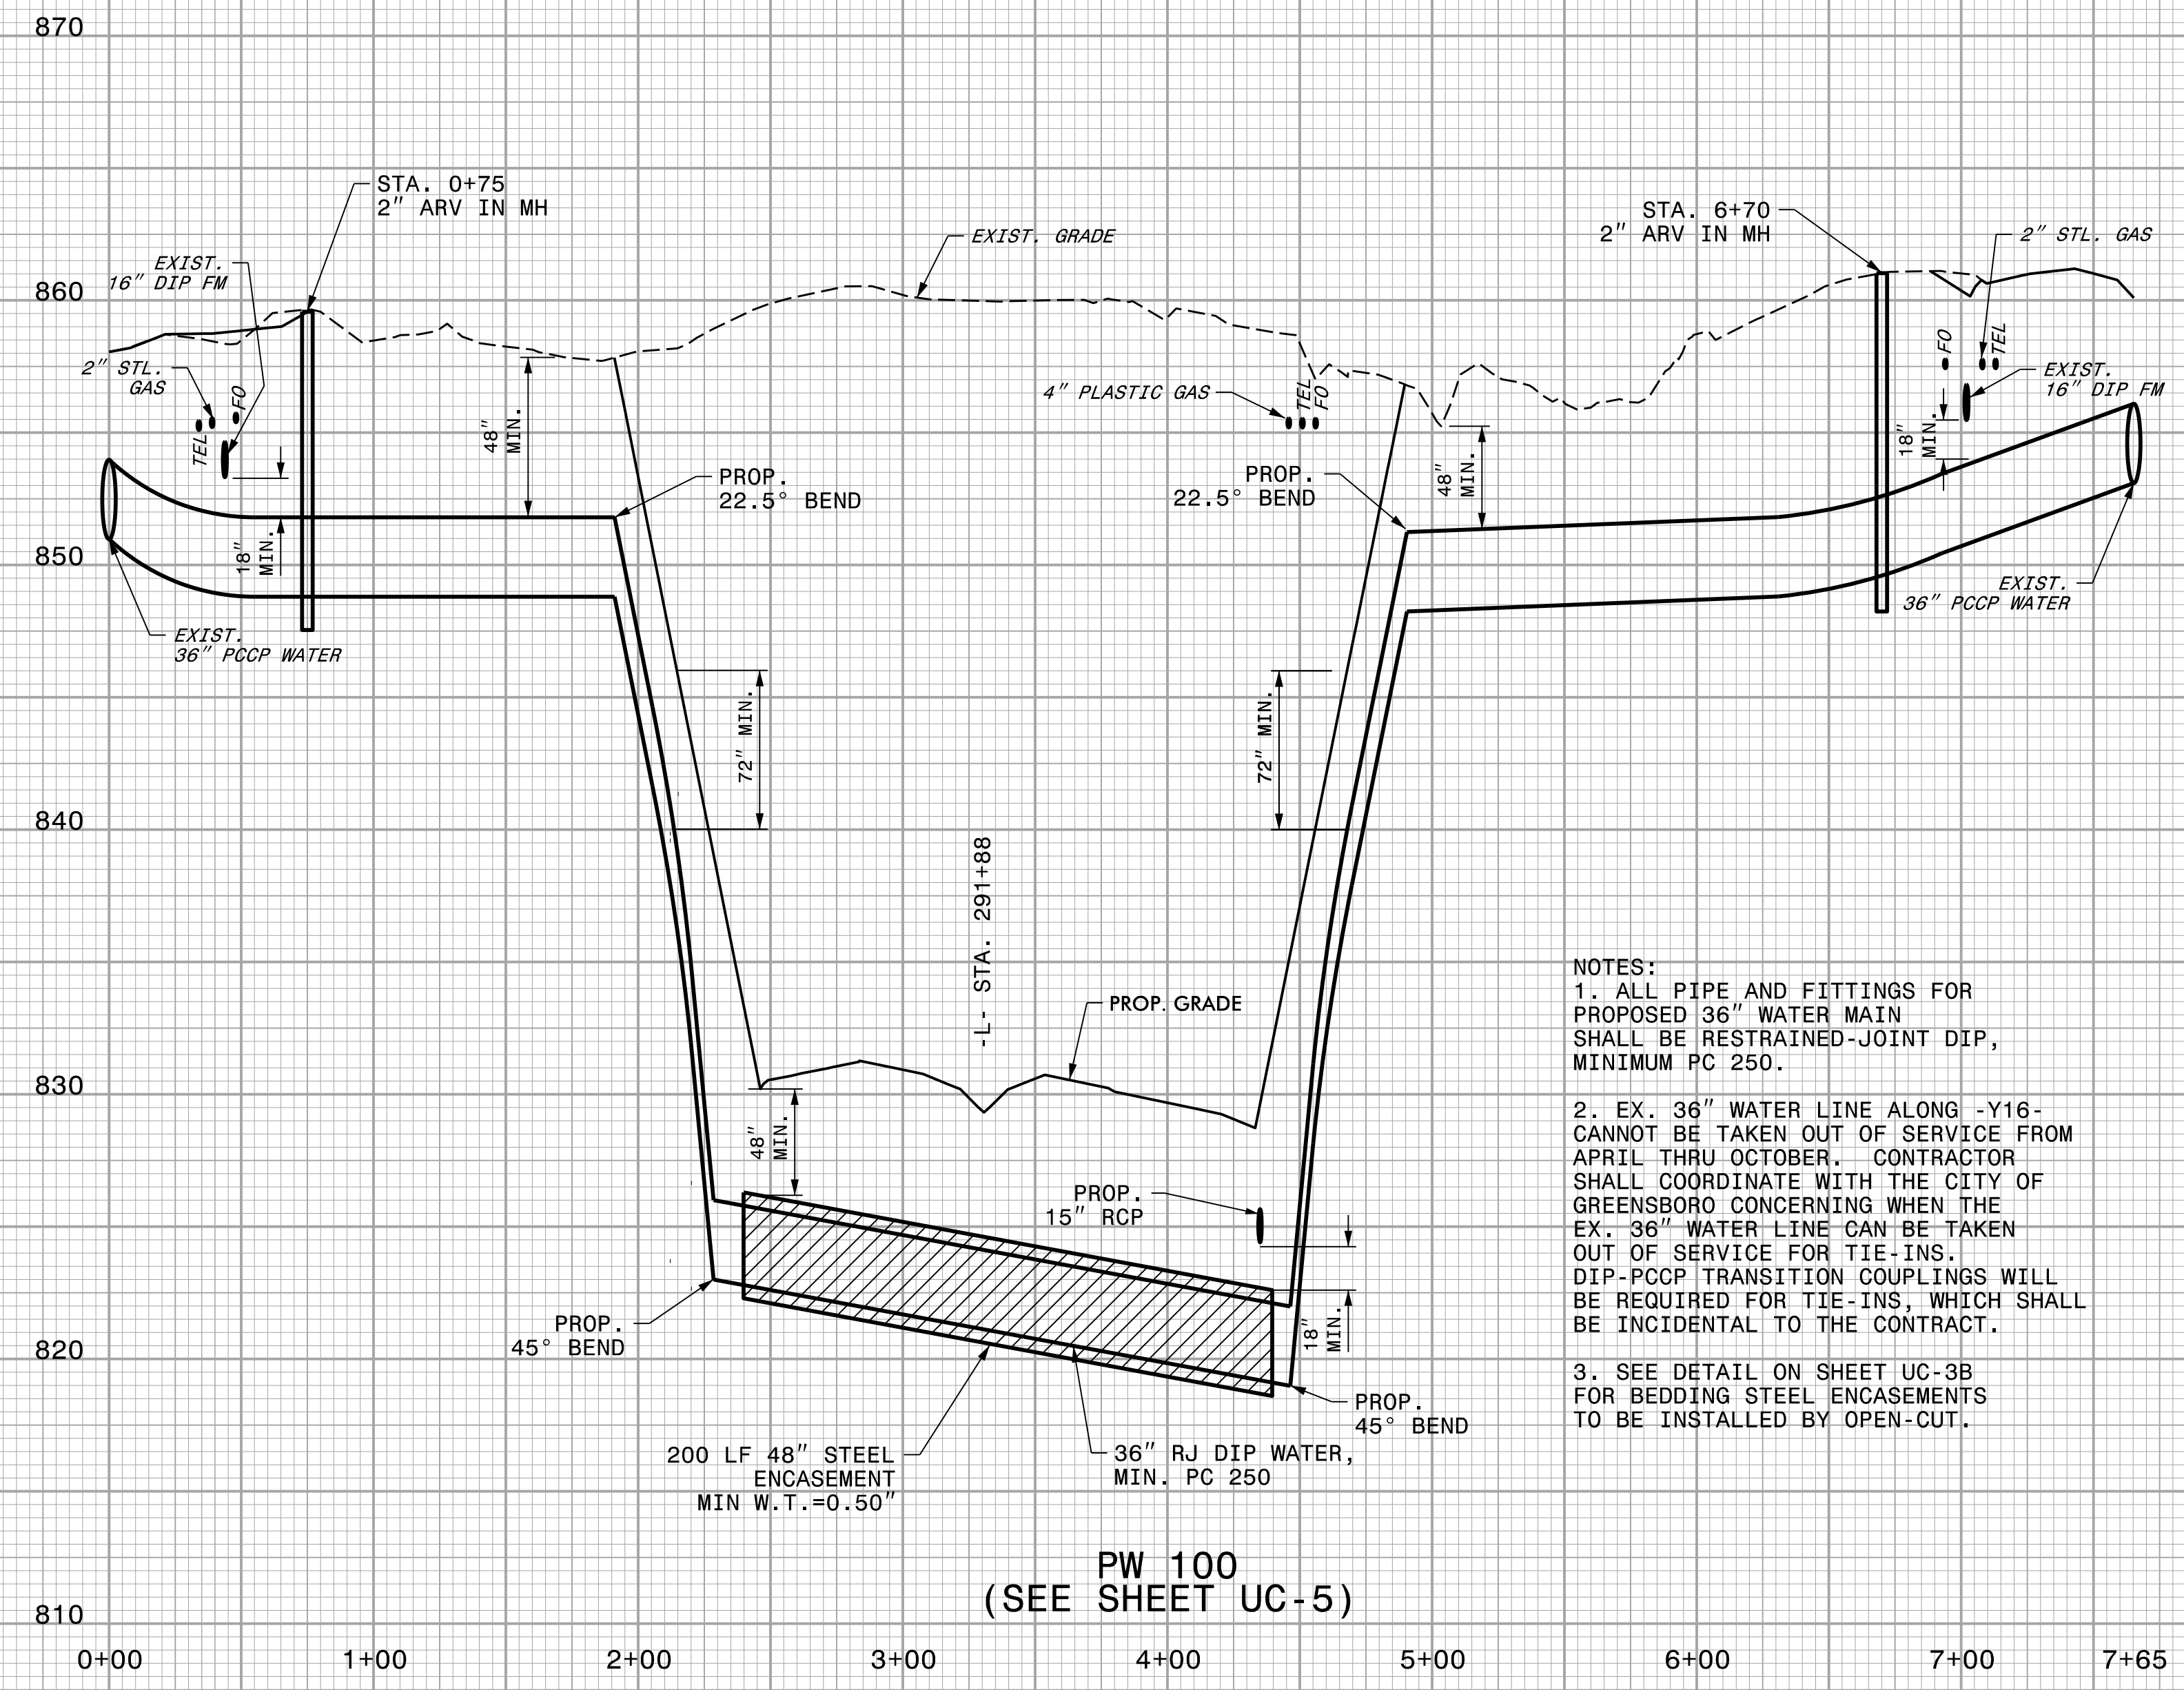 870
STA. 0+75
2" ARV IN MH
STA. 6+70
2" ARV IN MH
EXIST. GRADE
2" STL. GAS
EXIST.
16" DIP FM
860
2" STL.
GAS
FO
TEL
48"
MIN.
4" PLASTIC GAS
TEL
FO
FO
TEL
EXIST.
16" DIP FM
18"
MIN.
PROP.
22.5° BEND
PROP.
22.5° BEND
48"
MIN.
850
18"
MIN.
EXIST.
36" PCCP WATER
EXIST.
36" PCCP WATER
72" MIN.
72" MIN.
840
-L- STA. 291+88
PROP. GRADE
830
48"
MIN.
PROP.
15" RCP
PROP.
45° BEND
18"
MIN.
820
PROP.
45° BEND
200 LF 48" STEEL
ENCASEMENT
MIN W.T.=0.50"
36" RJ DIP WATER,
MIN. PC 250
NOTES:
1. ALL PIPE AND FITTINGS FOR
PROPOSED 36" WATER MAIN
SHALL BE RESTRAINED-JOINT DIP,
MINIMUM PC 250.
2. EX. 36" WATER LINE ALONG -Y16-
CANNOT BE TAKEN OUT OF SERVICE FROM
APRIL THRU OCTOBER. CONTRACTOR
SHALL COORDINATE WITH THE CITY OF
GREENSBORO CONCERNING WHEN THE
EX. 36" WATER LINE CAN BE TAKEN
OUT OF SERVICE FOR TIE-INS.
DIP-PCCP TRANSITION COUPLINGS WILL
BE REQUIRED FOR TIE-INS, WHICH SHALL
BE INCIDENTAL TO THE CONTRACT.
3. SEE DETAIL ON SHEET UC-3B
FOR BEDDING STEEL ENCASEMENTS
TO BE INSTALLED BY OPEN-CUT.
PW 100
(SEE SHEET UC-5)
810
0+00 1+00 2+00 3+00 4+00 5+00 6+00 7+00 7+65